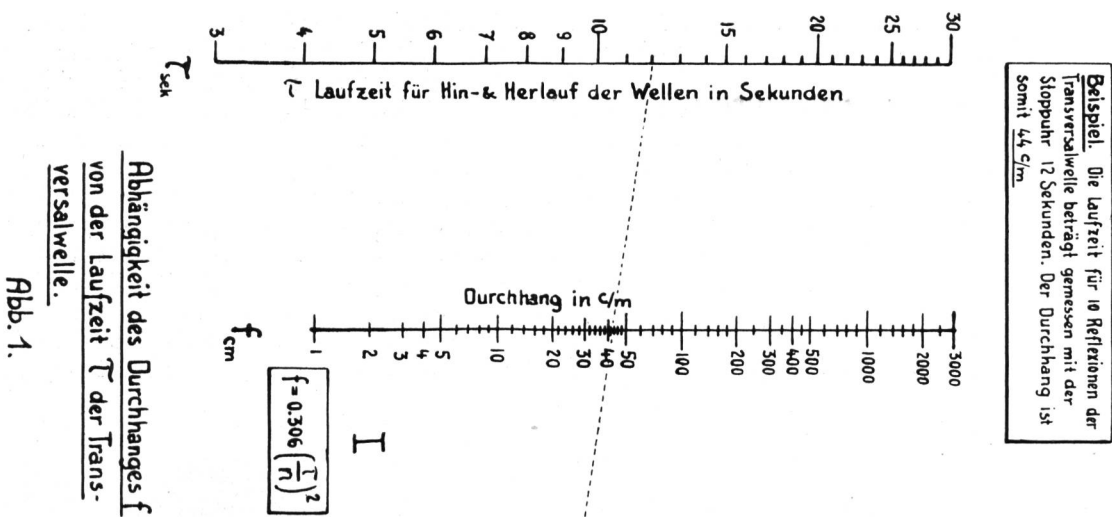 3 4 5 6 7 8 9 10 15 20 25 30
τ sek
τ Laufzeit für Hin-& Herlauf der Wellen in Sekunden
Beispiel. Die Laufzeit für 10 Reflexionen der
Transversalwelle beträgt gemessen mit der
Stoppuhr 12 Sekunden. Der Durchhang ist
somit 44 c/m
Durchhang in c/m
f cm
1 2 3 4 5 10 20 30 40 50 100 200 300 400 500 1000 2000 3000
I
f=0.306 (τ/n)²
Abhängigkeit des Durchhanges f
von der Laufzeit τ der Trans-
versalwelle.
Abb. 1.